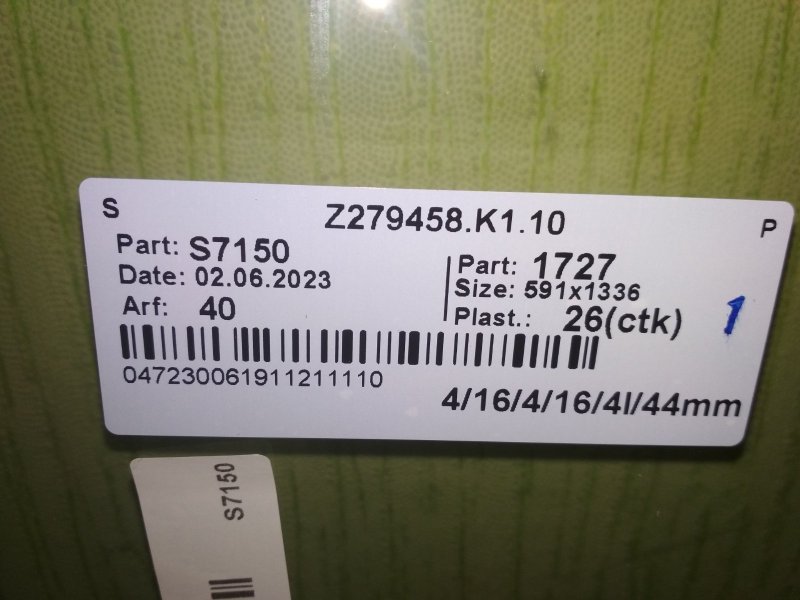 S
Z279458.K1.10
P
Part: S7150
Date: 02.06.2023
Arf: 40
Part: 1727
Size: 591x1336
Plast.: 26(ctk)
1
047230061911211110
4/16/4/16/4I/44mm
S7150